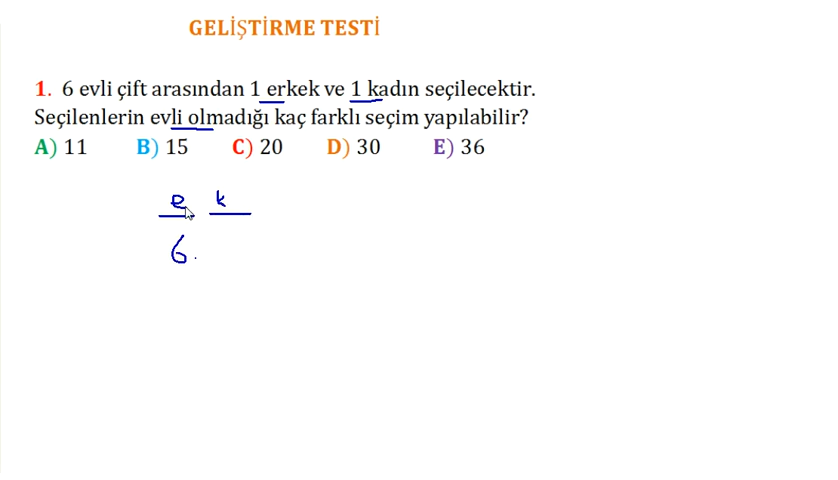 GELİŞTİRME TESTİ
1. 6 evli çift arasından 1 erkek ve 1 kadın seçilecektir.
Seçilenlerin evli olmadığı kaç farklı seçim yapılabilir?
A) 11 B) 15 C) 20 D) 30 E) 36
e k
6.